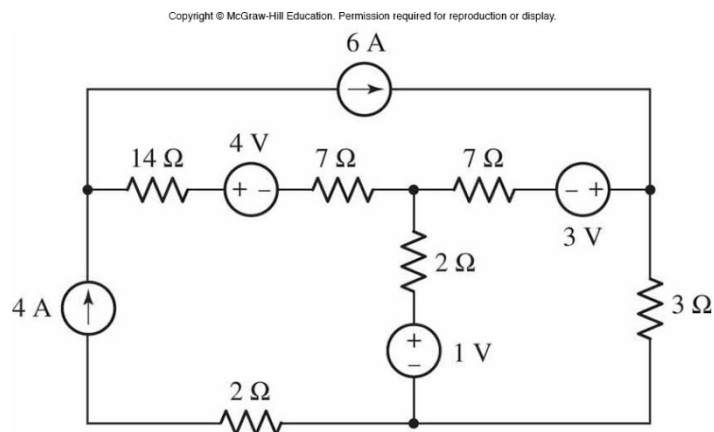 Copyright © McGraw-Hill Education. Permission required for reproduction or display.
6 A
14 Ω
4 V
7 Ω
7 Ω
+ −
− +
3 V
2 Ω
4 A
3 Ω
+
−
1 V
2 Ω